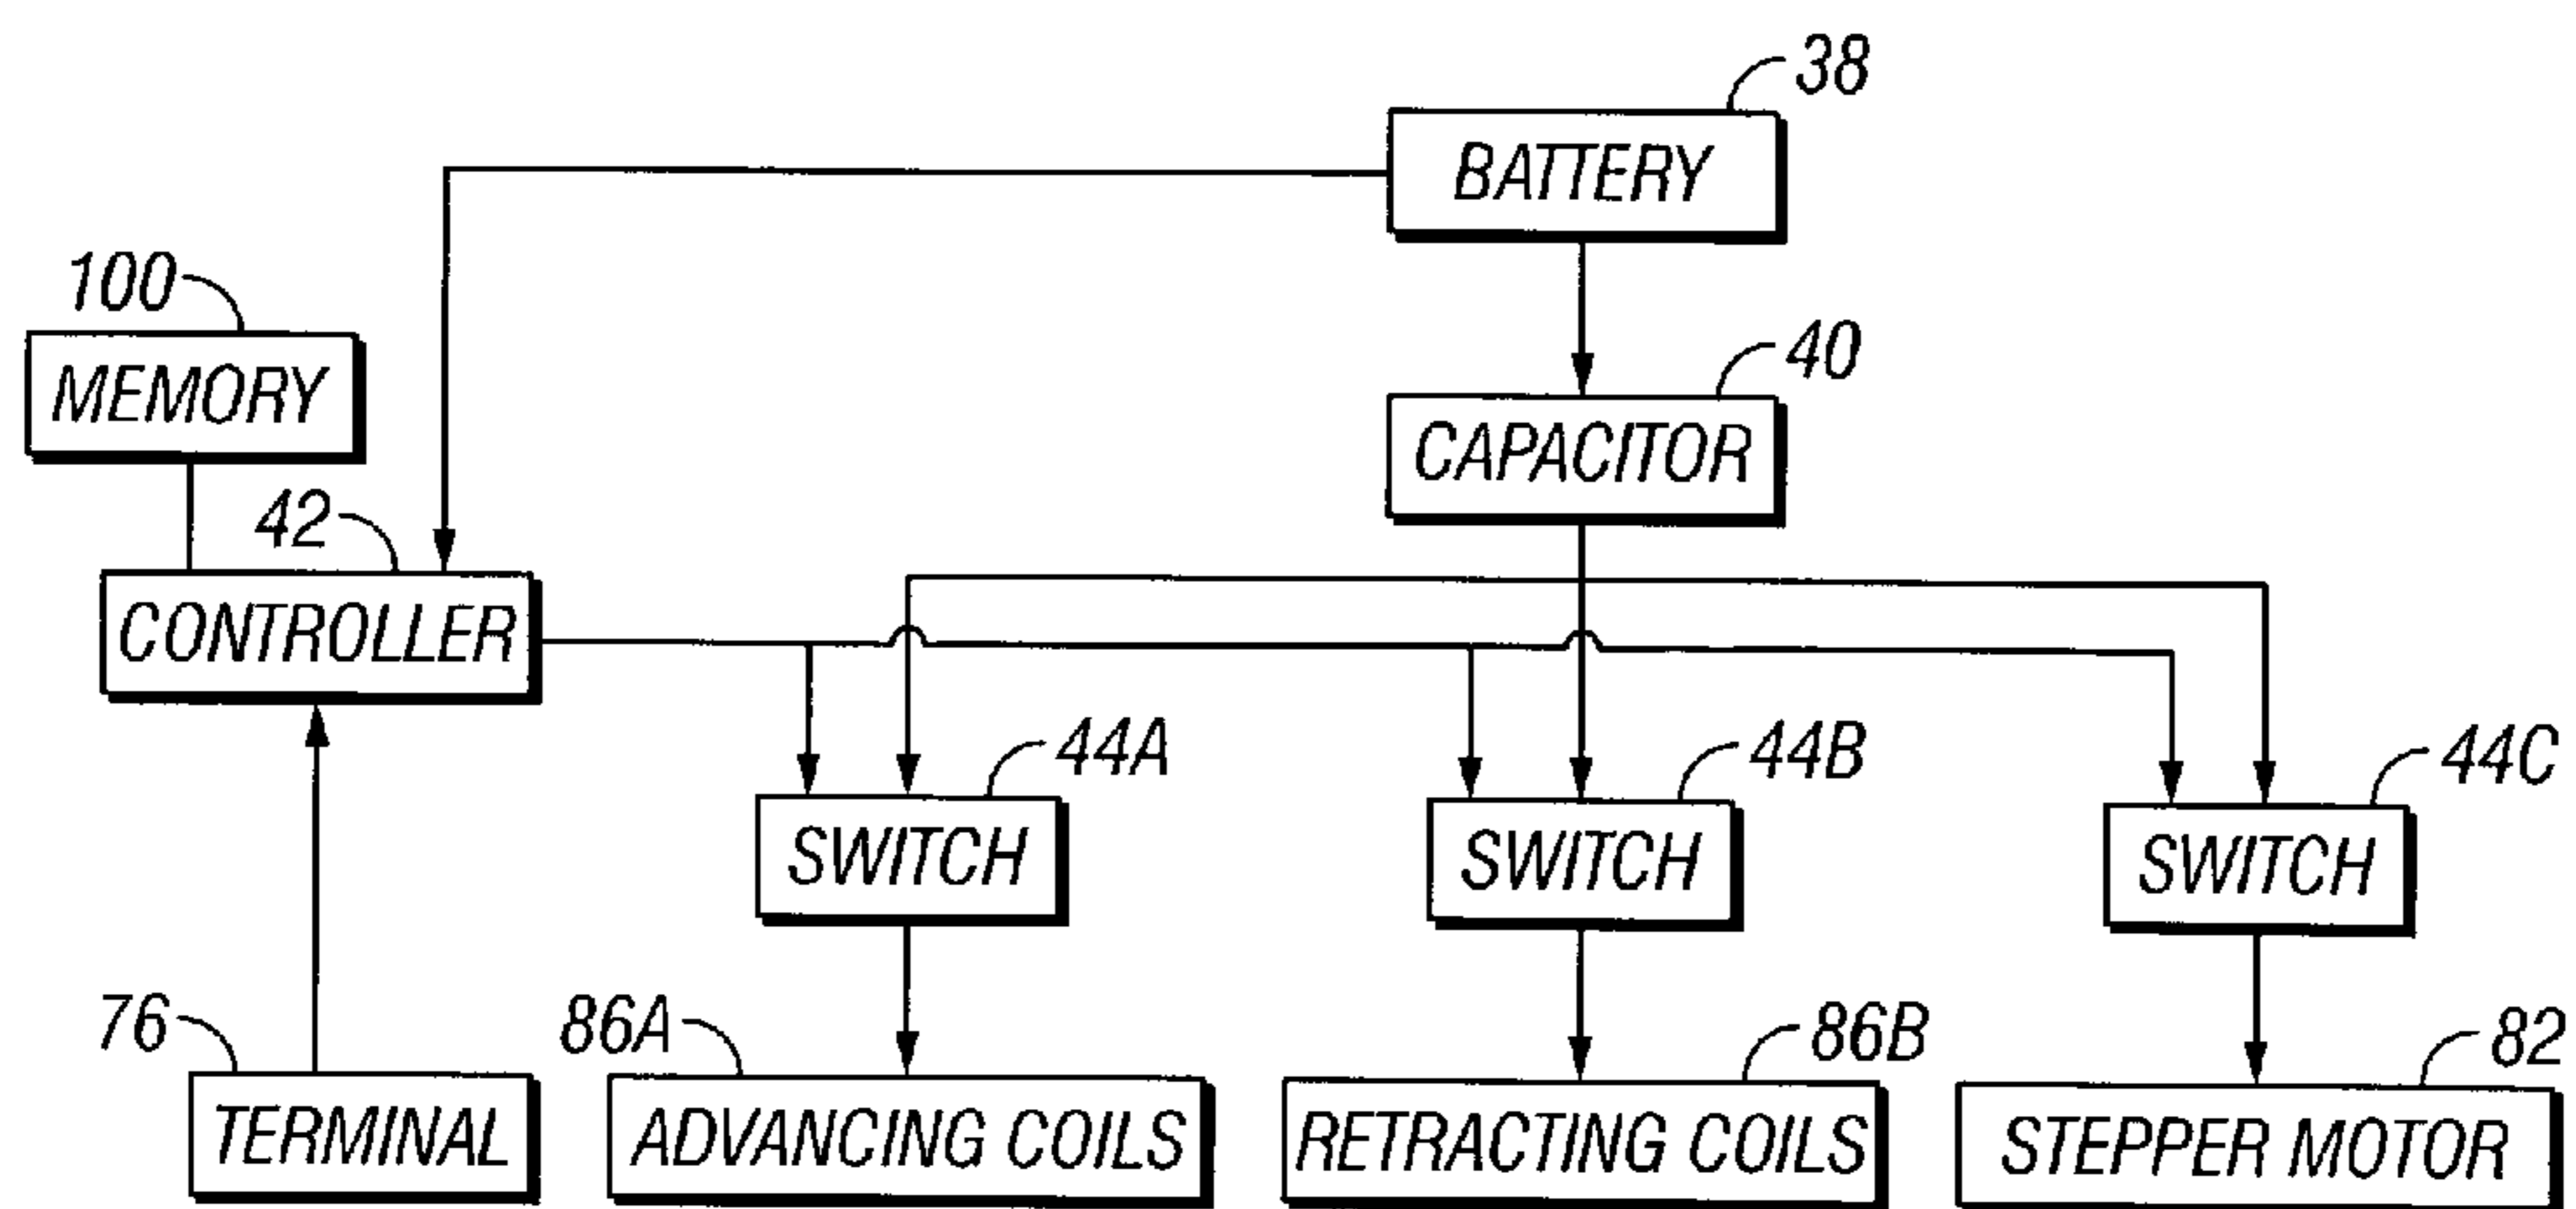 38
BATTERY
100
MEMORY
40
CAPACITOR
42
CONTROLLER
44A
SWITCH
44B
SWITCH
44C
SWITCH
76
TERMINAL
86A
ADVANCING COILS
86B
RETRACTING COILS
82
STEPPER MOTOR